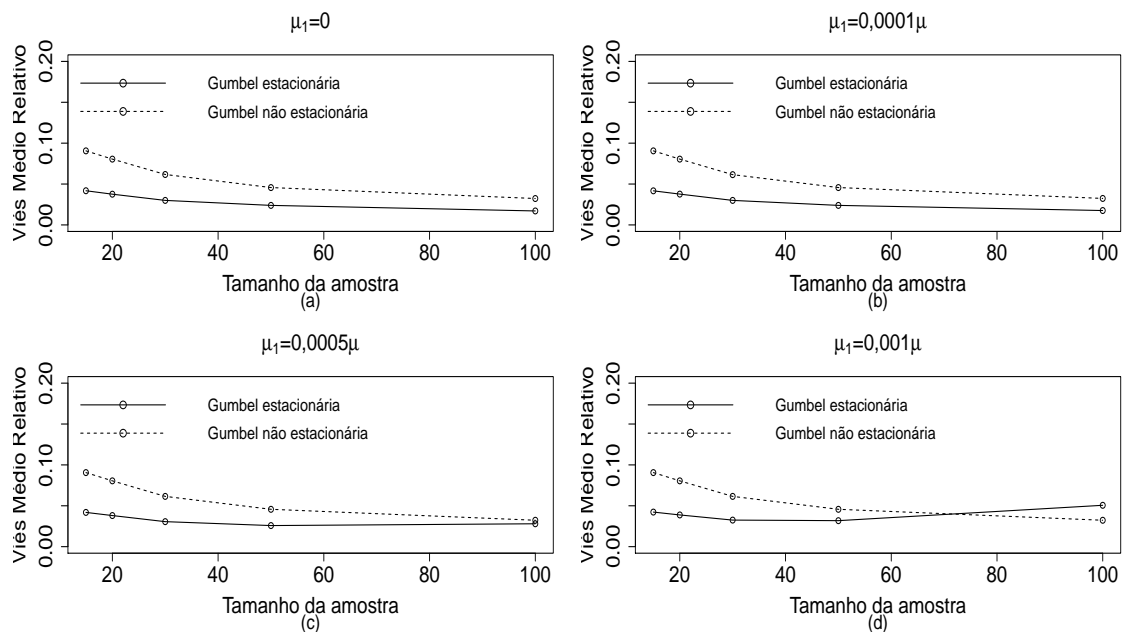 μ₁=0
Viés Médio Relativo
0.20
0.10
0.00
Gumbel estacionária
Gumbel não estacionária
20 40 60 80 100
Tamanho da amostra
(a)
μ₁=0,0001μ
Viés Médio Relativo
0.20
0.10
0.00
Gumbel estacionária
Gumbel não estacionária
20 40 60 80 100
Tamanho da amostra
(b)
μ₁=0,0005μ
Viés Médio Relativo
0.20
0.10
0.00
Gumbel estacionária
Gumbel não estacionária
20 40 60 80 100
Tamanho da amostra
(c)
μ₁=0,001μ
Viés Médio Relativo
0.20
0.10
0.00
Gumbel estacionária
Gumbel não estacionária
20 40 60 80 100
Tamanho da amostra
(d)